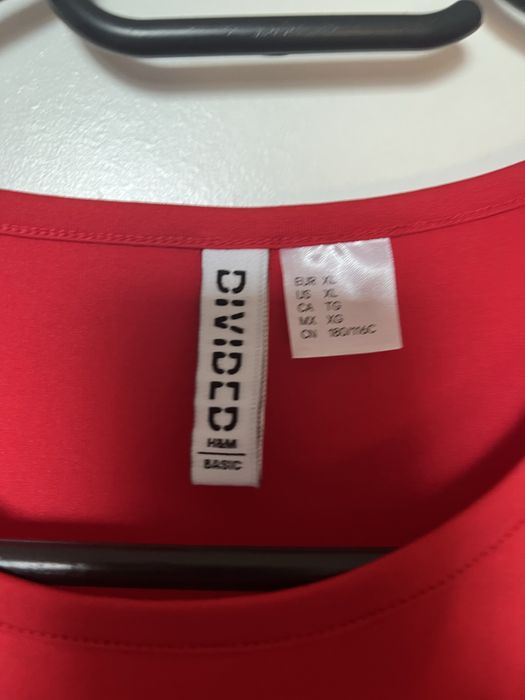 DIVIDED
H&M
BASIC
EUR XL
US XL
CA TG
MX XG
CN 180/116C